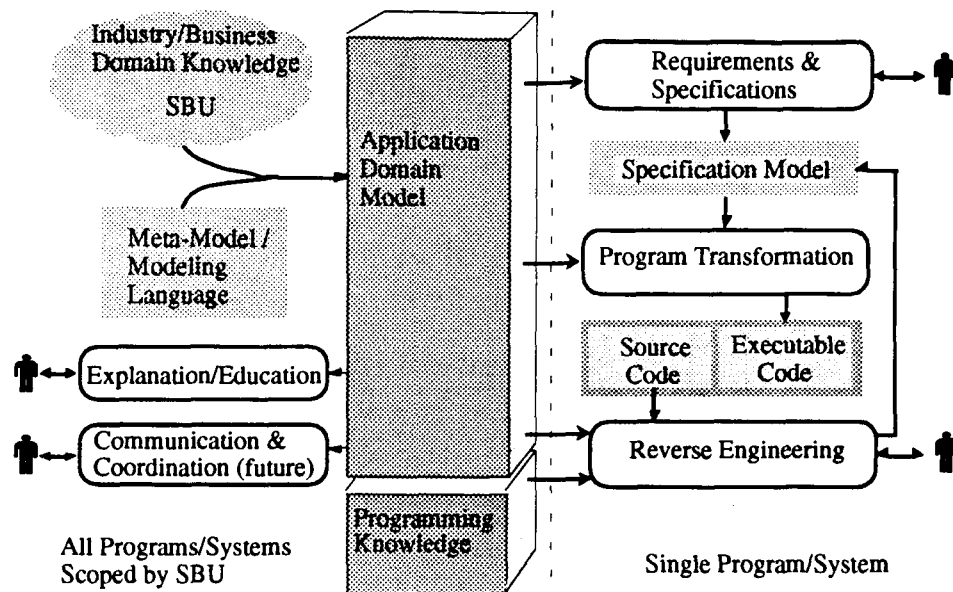 Industry/Business
Domain Knowledge
SBU
Meta-Model /
Modeling
Language
Explanation/Education
Communication &
Coordination (future)
All Programs/Systems
Scoped by SBU
Application
Domain
Model
Programming
Knowledge
Requirements &
Specifications
Specification Model
Program Transformation
Source
Code
Executable
Code
Reverse Engineering
Single Program/System